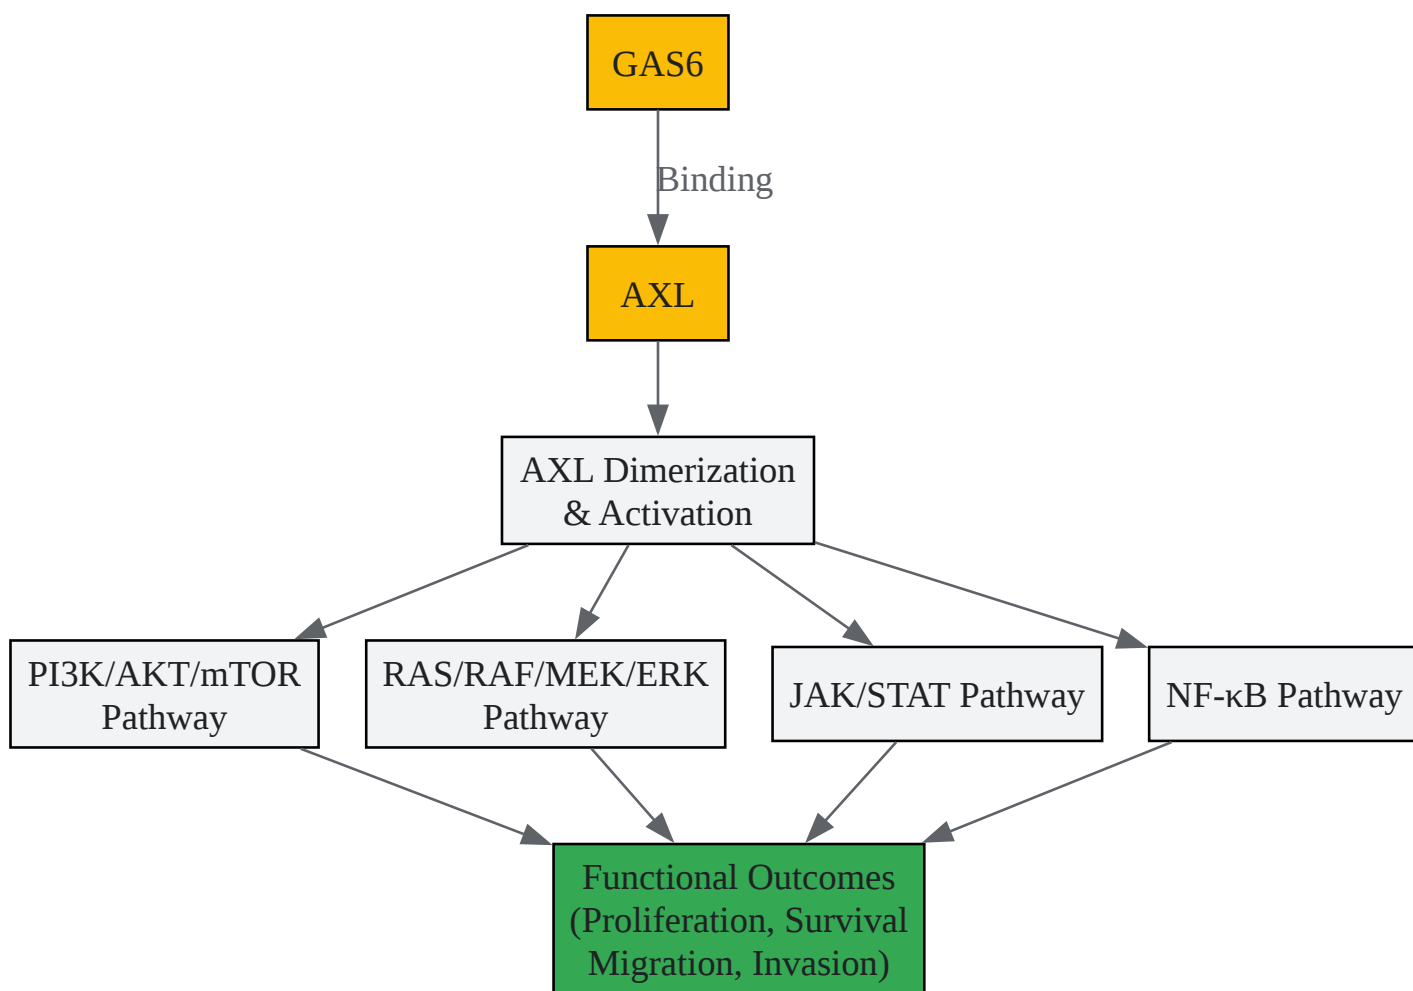 GAS6
Binding
AXL
AXL Dimerization
& Activation
PI3K/AKT/mTOR
Pathway
RAS/RAF/MEK/ERK
Pathway
JAK/STAT Pathway
NF-κB Pathway
Functional Outcomes
(Proliferation, Survival
Migration, Invasion)